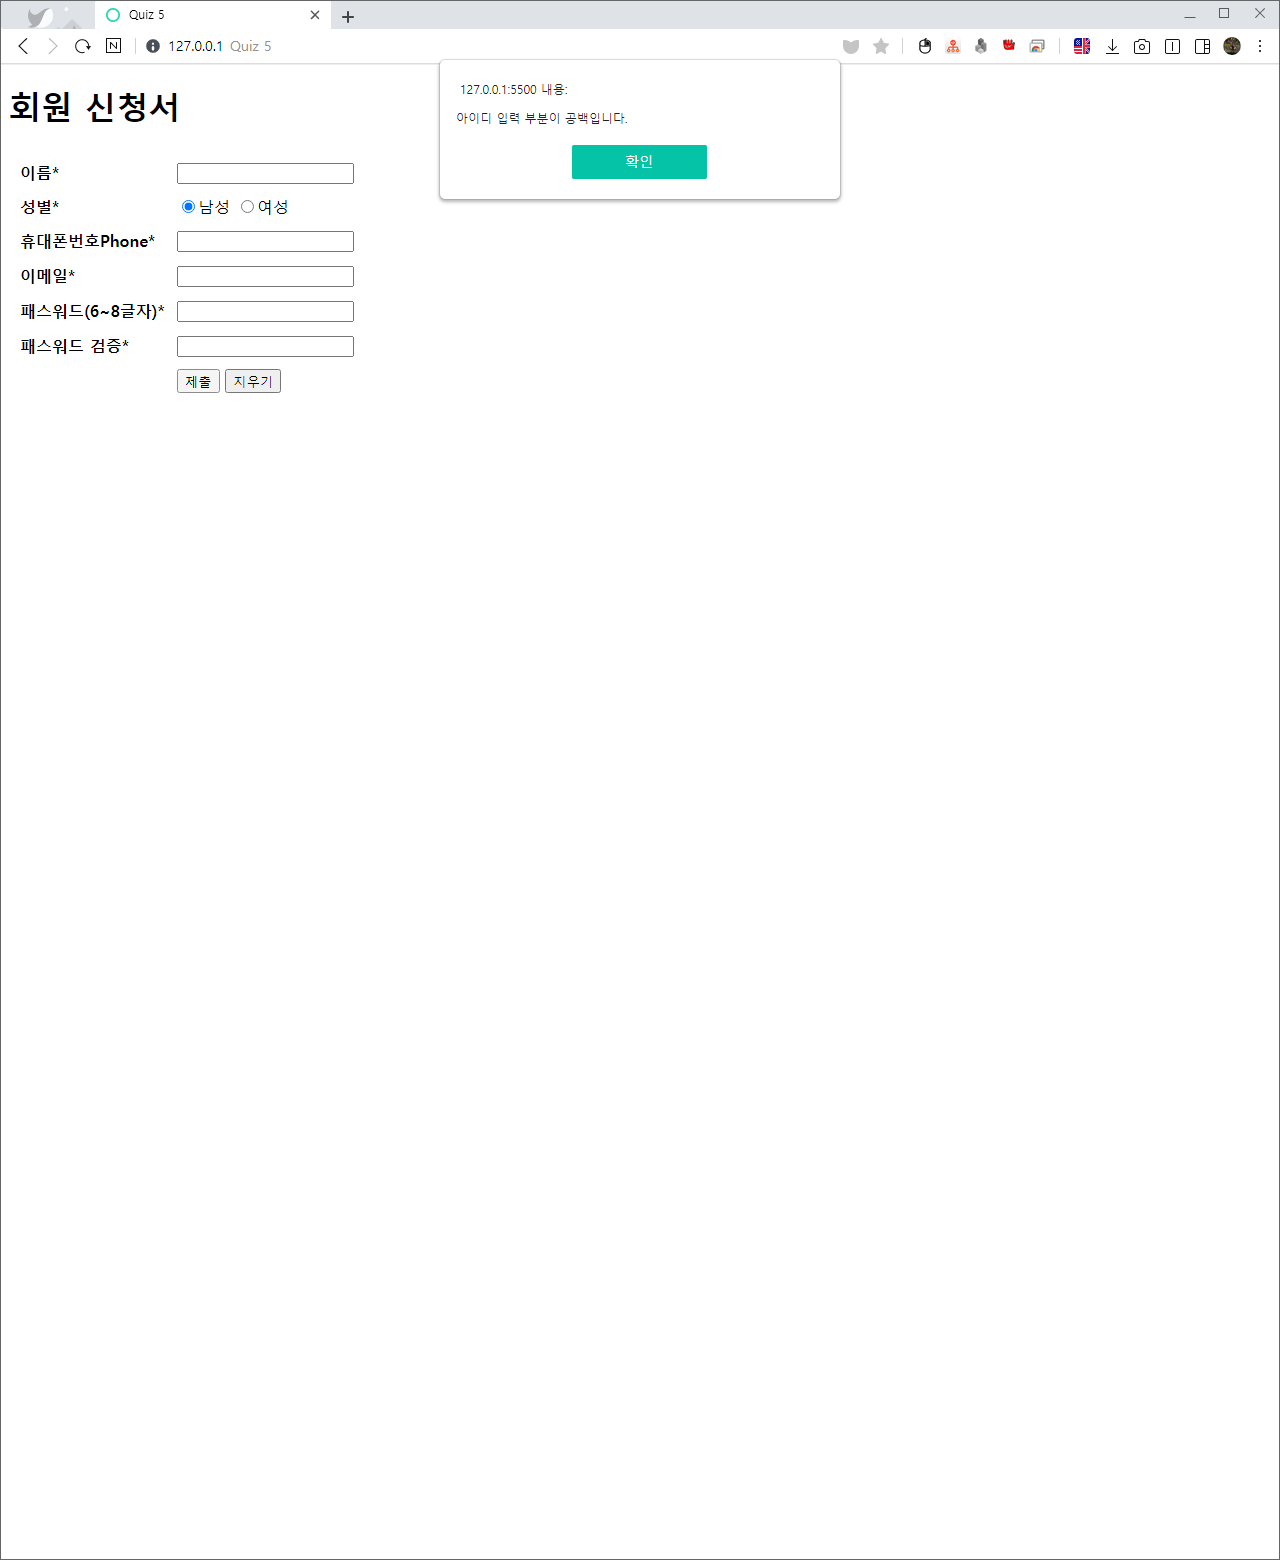 Quiz 5
127.0.0.1 Quiz 5
127.0.0.1:5500 내용:
아이디 입력 부분이 공백입니다.
확인
회원 신청서
이름*
성별* 남성 여성
휴대폰번호Phone*
이메일*
패스워드(6~8글자)*
패스워드 검증*
제출 지우기